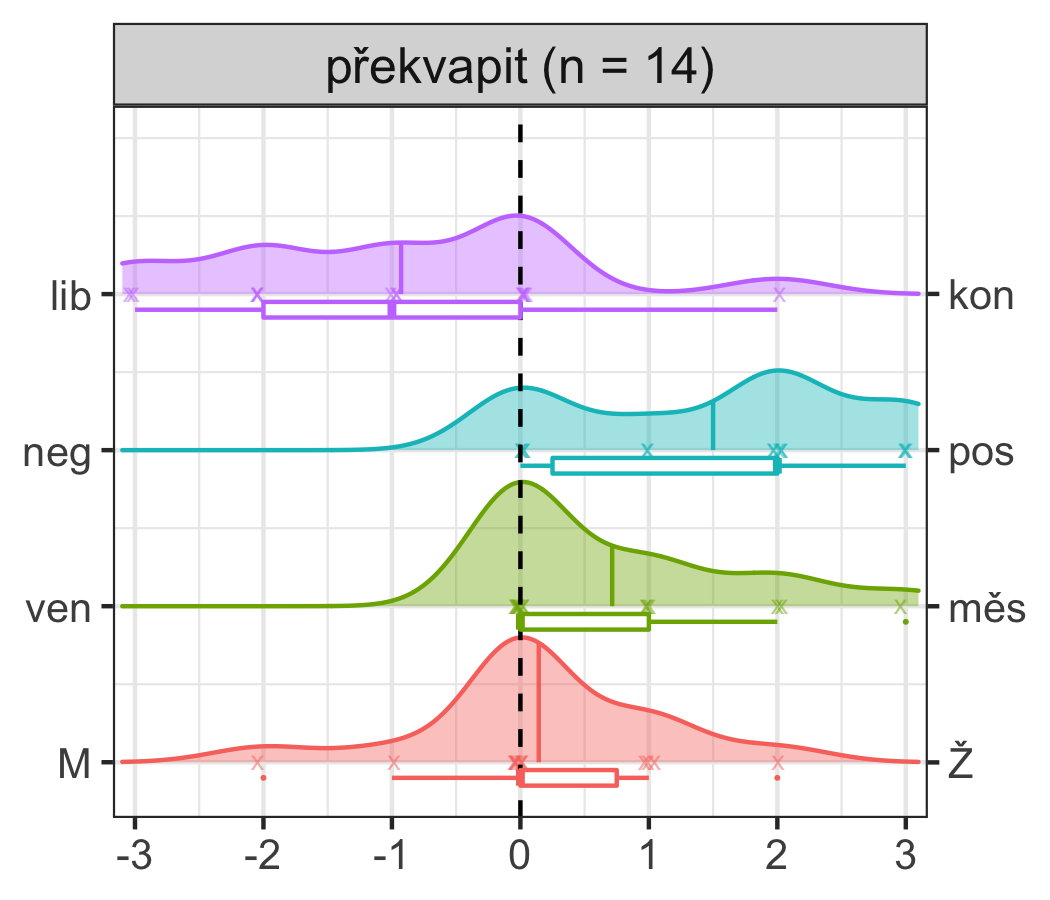 překvapit (n = 14)
lib kon
neg pos
ven měs
M Ž
-3 -2 -1 0 1 2 3